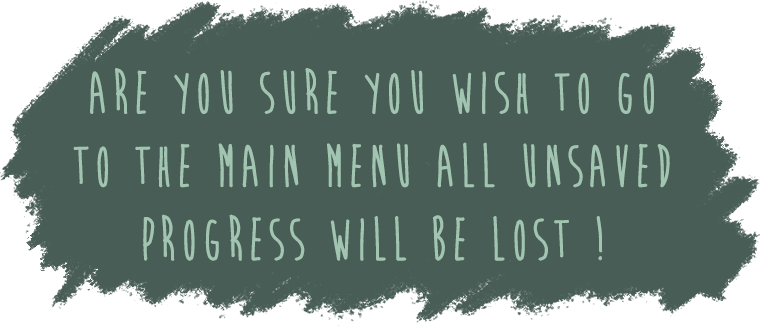 ARE YOU SURE YOU WISH TO GO
TO THE MAIN MENU ALL UNSAVED
PROGRESS WILL BE LOST !